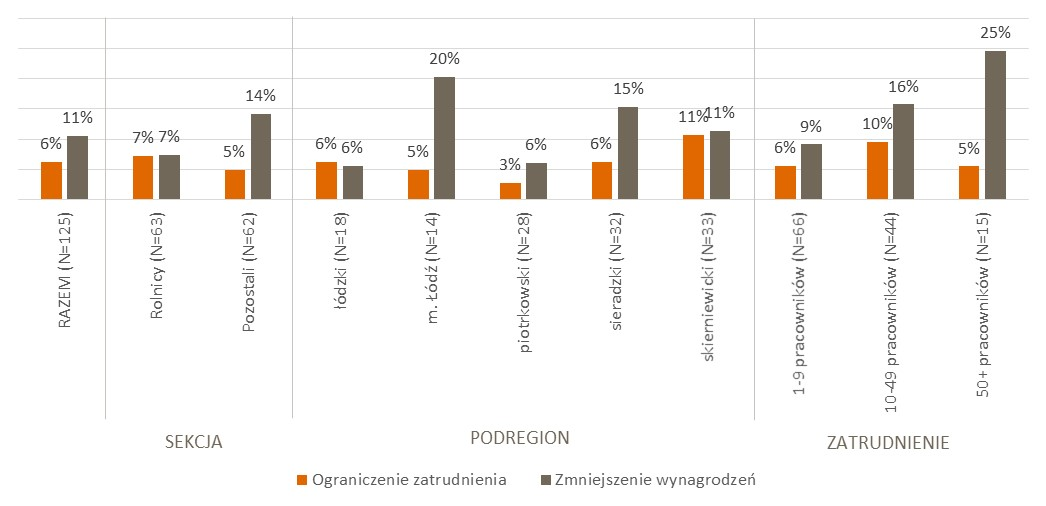 6%
11%
7%
7%
5%
14%
6%
6%
5%
20%
3%
6%
6%
15%
11%
11%
6%
9%
10%
16%
5%
25%
RAZEM (N=125)
Rolnicy (N=63)
Pozostali (N=62)
łódzki (N=18)
m. Łódź (N=14)
piotrkowski (N=28)
sieradzki (N=32)
skierniewicki (N=33)
1-9 pracowników (N=66)
10-49 pracowników (N=44)
50+ pracowników (N=15)
SEKCJA
PODREGION
ZATRUDNIENIE
Ograniczenie zatrudnienia
Zmniejszenie wynagrodzeń